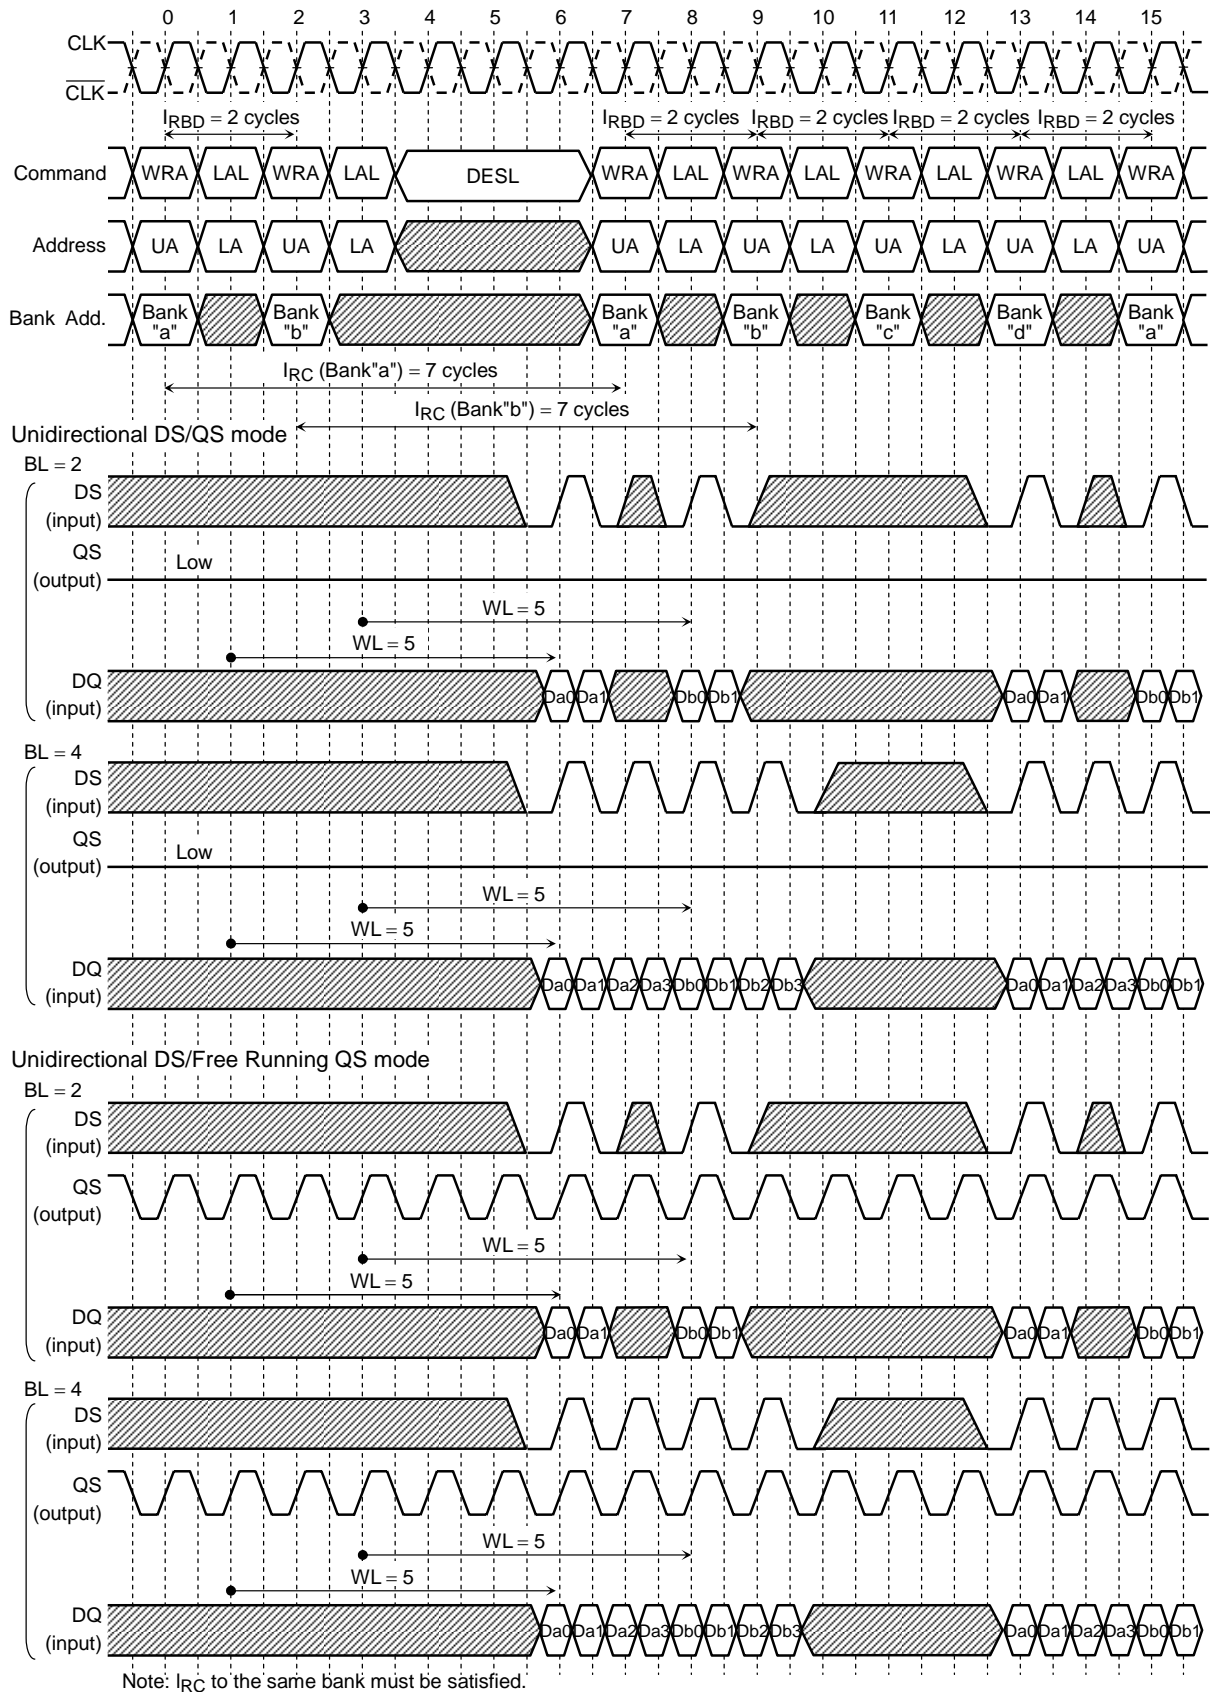 0 1 2 3 4 5 6 7 8 9 10 11 12 13 14 15
CLK
CLK
IRBD = 2 cycles IRBD = 2 cycles IRBD = 2 cycles IRBD = 2 cycles IRBD = 2 cycles
Command WRA LAL WRA LAL DESL WRA LAL WRA LAL WRA LAL WRA LAL WRA
Address UA LA UA LA UA LA UA LA UA LA UA LA UA
Bank Add. Bank "a" Bank "b" Bank "a" Bank "b" Bank "c" Bank "d" Bank "a"
IRC (Bank"a") = 7 cycles
IRC (Bank"b") = 7 cycles
Unidirectional DS/QS mode
BL = 2
DS
(input)
QS
(output) Low
WL = 5
WL = 5
DQ
(input) Da0 Da1 Db0 Db1 Da0 Da1 Db0 Db1
BL = 4
DS
(input)
QS
(output) Low
WL = 5
WL = 5
DQ
(input) Da0 Da1 Da2 Da3 Db0 Db1 Db2 Db3 Da0 Da1 Da2 Da3 Db0 Db1
Unidirectional DS/Free Running QS mode
BL = 2
DS
(input)
QS
(output)
WL = 5
WL = 5
DQ
(input) Da0 Da1 Db0 Db1 Da0 Da1 Db0 Db1
BL = 4
DS
(input)
QS
(output)
WL = 5
WL = 5
DQ
(input) Da0 Da1 Da2 Da3 Db0 Db1 Db2 Db3 Da0 Da1 Da2 Da3 Db0 Db1
Note: IRC to the same bank must be satisfied.